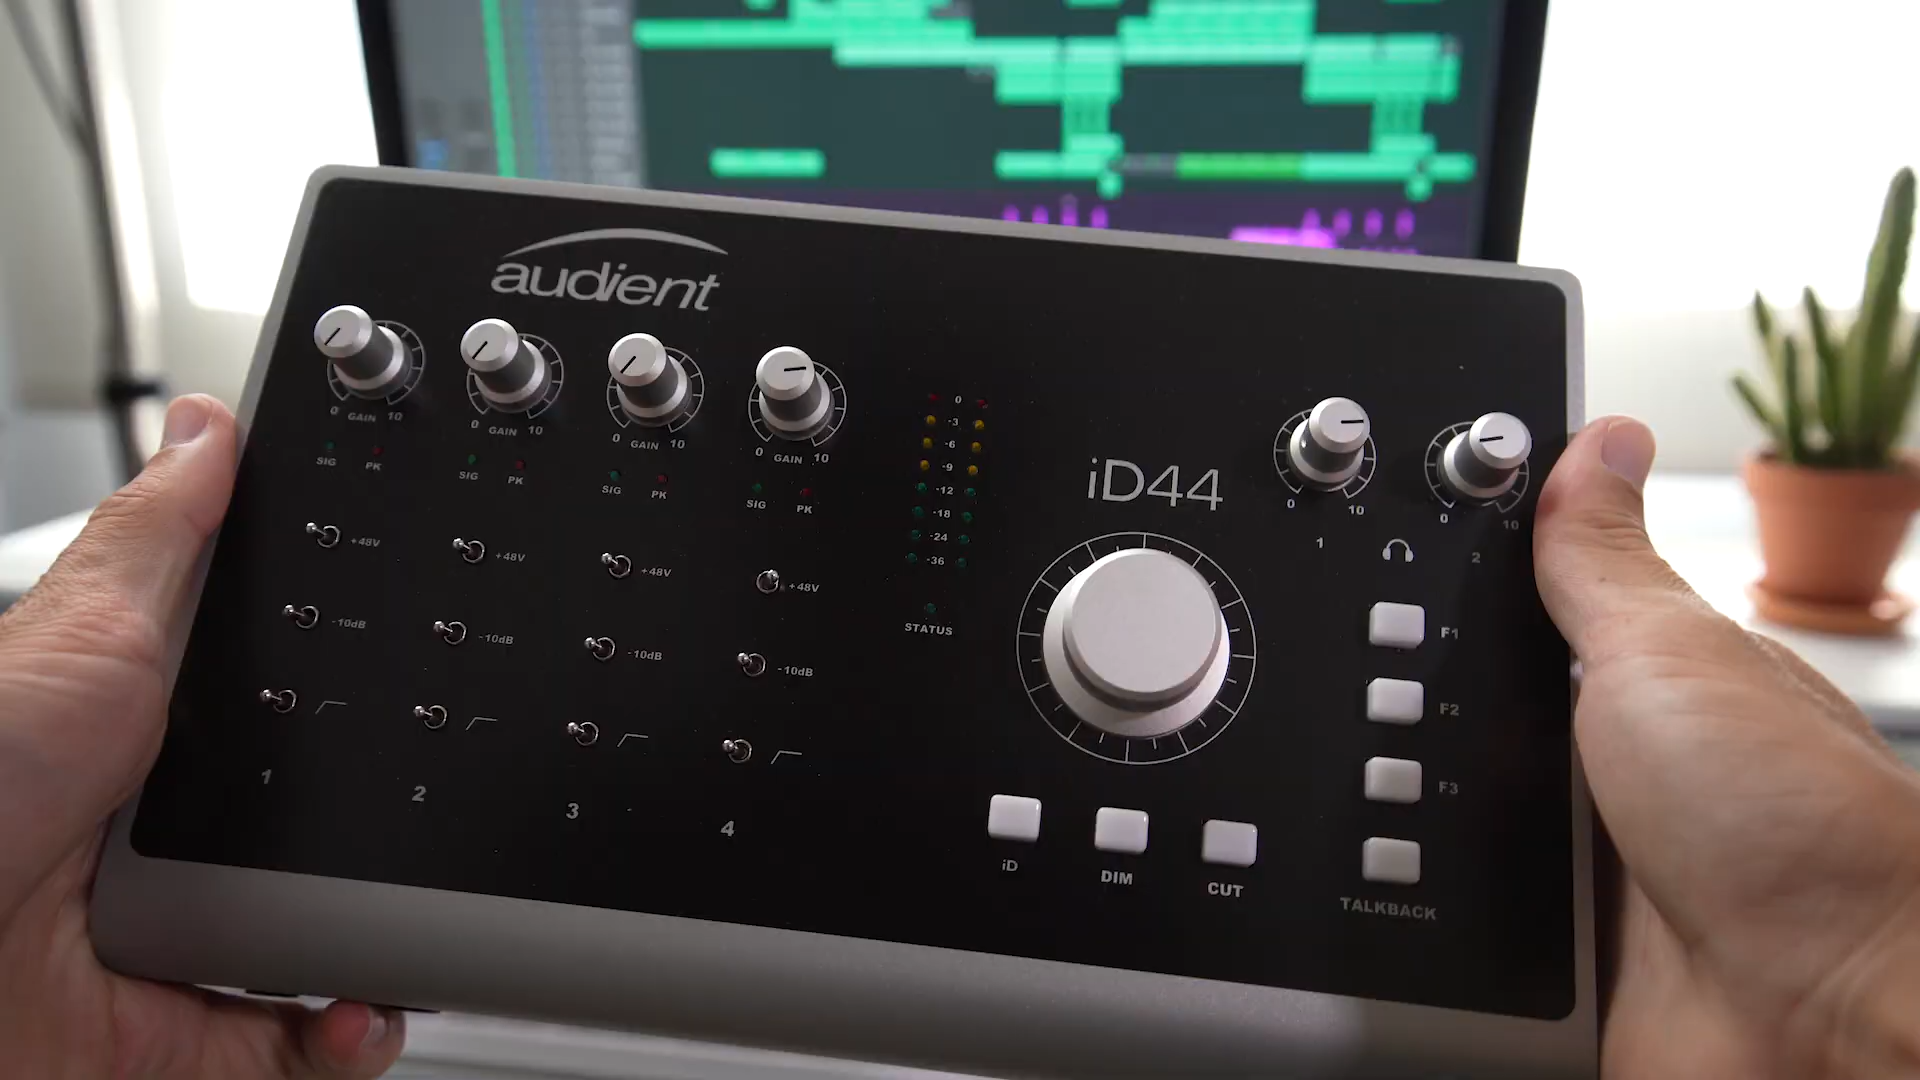 audient
0 GAIN 10
0 GAIN 10
0 GAIN 10
0 GAIN 10
SIG PK
SIG PK
SIG PK
SIG PK
+48V
+48V
+48V
+48V
-10dB
-10dB
-10dB
-10dB
1
2
3
4
0
-3
-6
-9
-12
-18
-24
-36
STATUS
iD44
iD
DIM
CUT
0 10
1
0 10
2
F1
F2
F3
TALKBACK